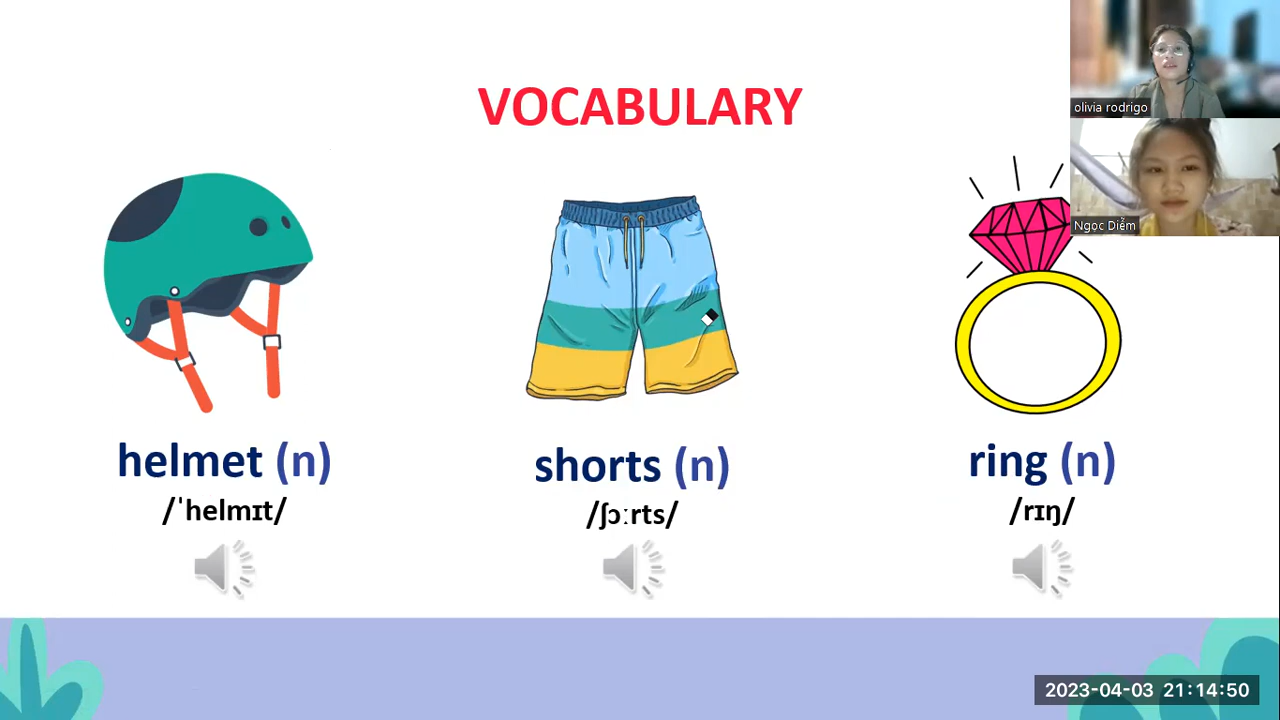 VOCABULARY
olivia rodrigo
Ngọc Diễm
helmet (n)
/ˈhelmɪt/
shorts (n)
/ʃɔːrts/
ring (n)
/rɪŋ/
2023-04-03 21:14:50